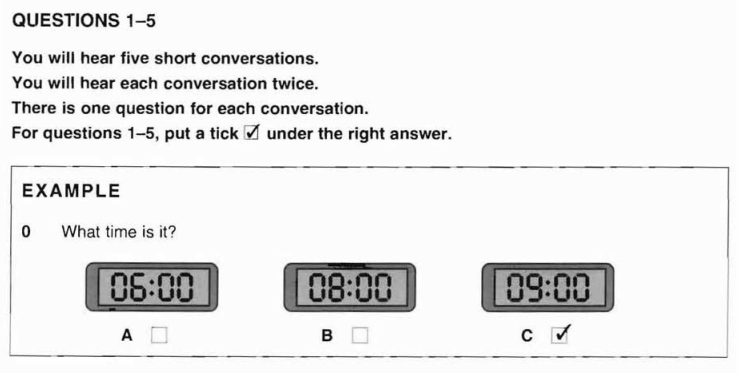 QUESTIONS 1–5
You will hear five short conversations.
You will hear each conversation twice.
There is one question for each conversation.
For questions 1–5, put a tick ☑ under the right answer.
EXAMPLE
0 What time is it?
06:00 08:00 09:00
A B C